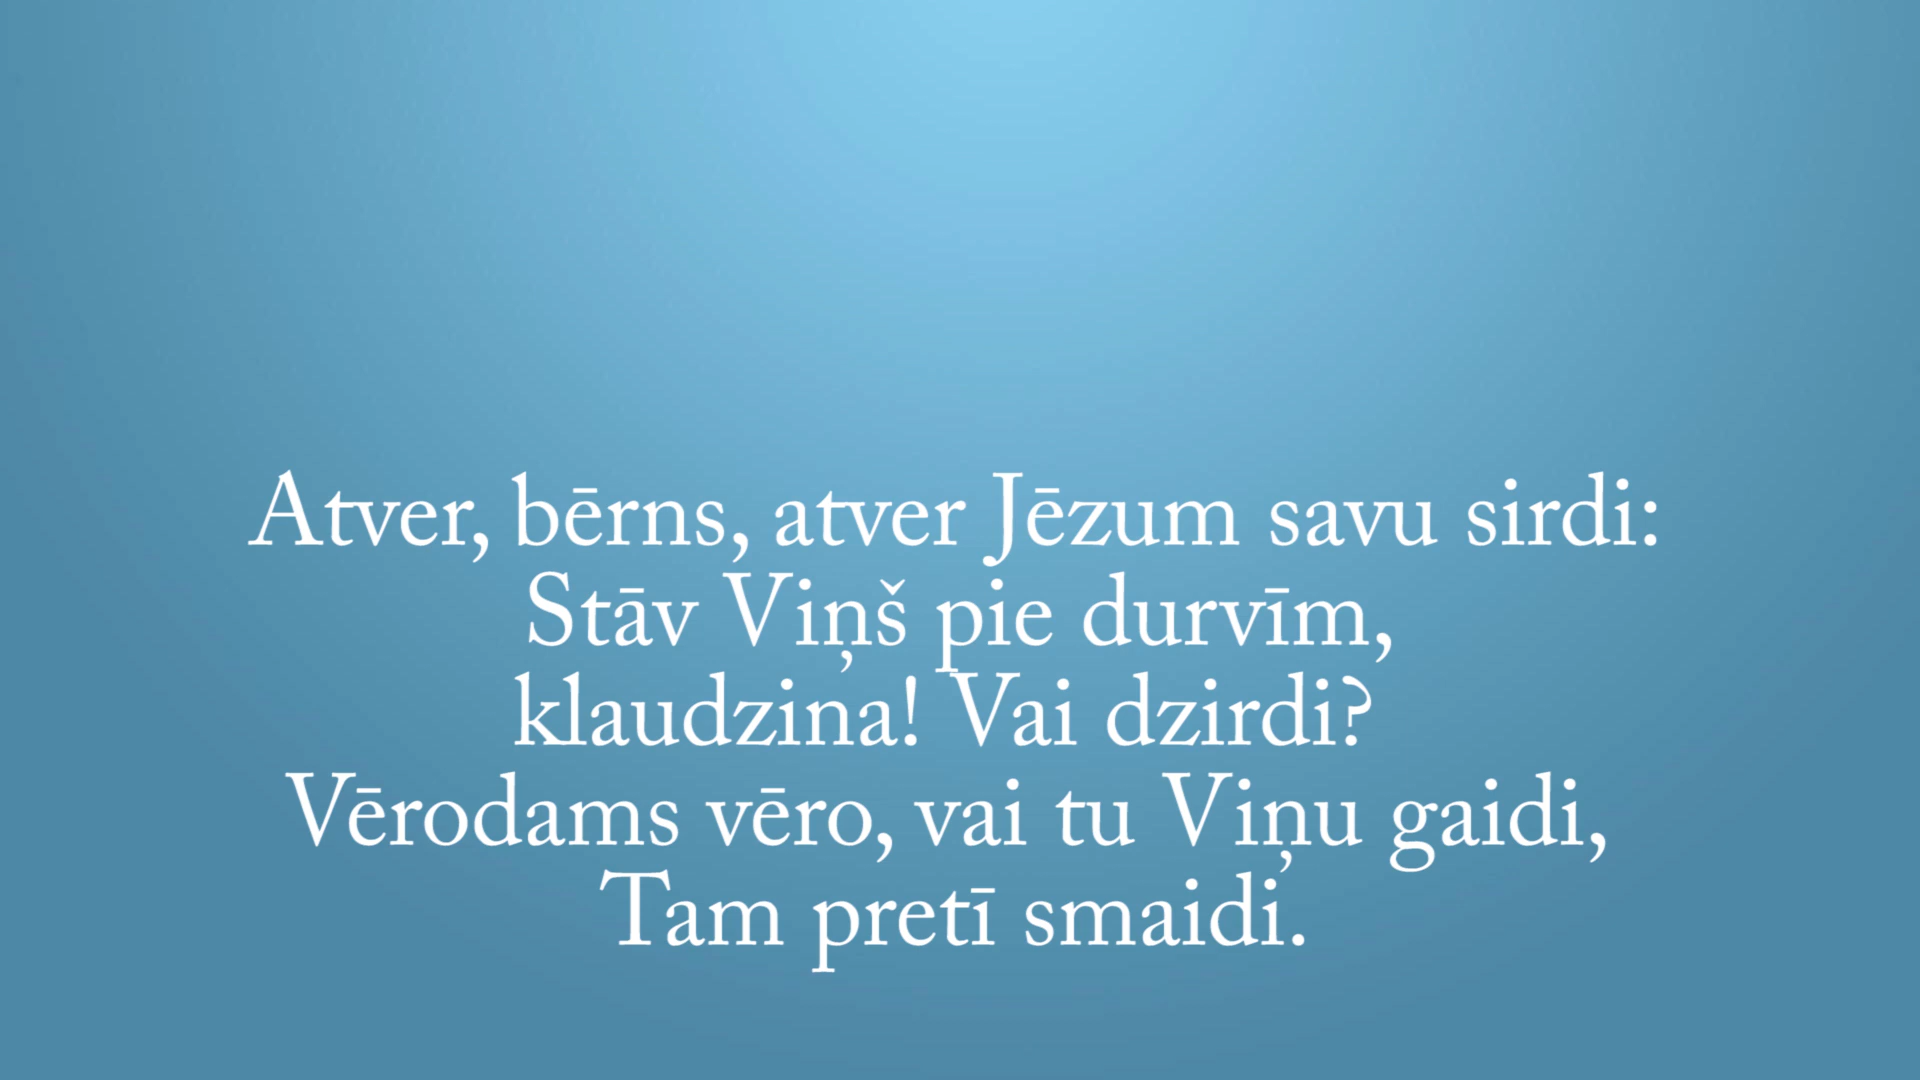 Atver, bērns, atver Jēzum savu sirdi:
Stāv Viņš pie durvīm,
klaudzina! Vai dzirdi?
Vērodams vēro, vai tu Viņu gaidi,
Tam pretī smaidi.